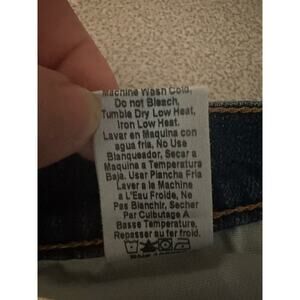 Machine Wash Cold,
Do not Bleach,
Tumble Dry Low Heat,
Iron Low Heat.
Lavar en Maquina con
agua fria, No Use
Blanqueador, Secar a
Maquina a Temperatura
Baja. Usar Plancha Fria
Laver a la Machine
a L'Eau Froide, Ne
Pas Blanchir, Secher
Par Culbutage A
Basse Temperature,
Repasser au fer froid.